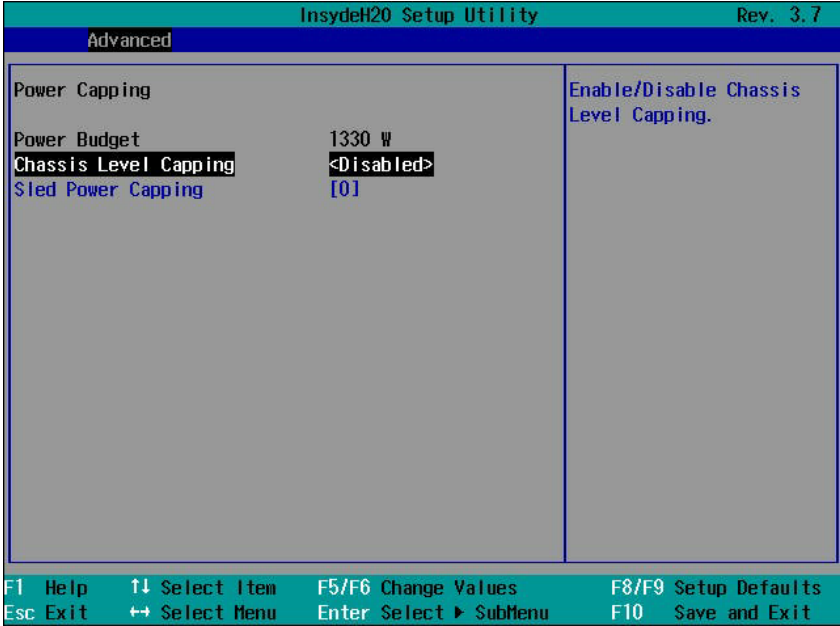 InsydeH20 Setup Utility Rev. 3.7
Advanced
Power Capping
Power Budget 1330 W
Chassis Level Capping <Disabled>
Sled Power Capping [0]
Enable/Disable Chassis
Level Capping.
F1 Help ↑↓ Select Item F5/F6 Change Values F8/F9 Setup Defaults
Esc Exit ↔ Select Menu Enter Select ▶ SubMenu F10 Save and Exit